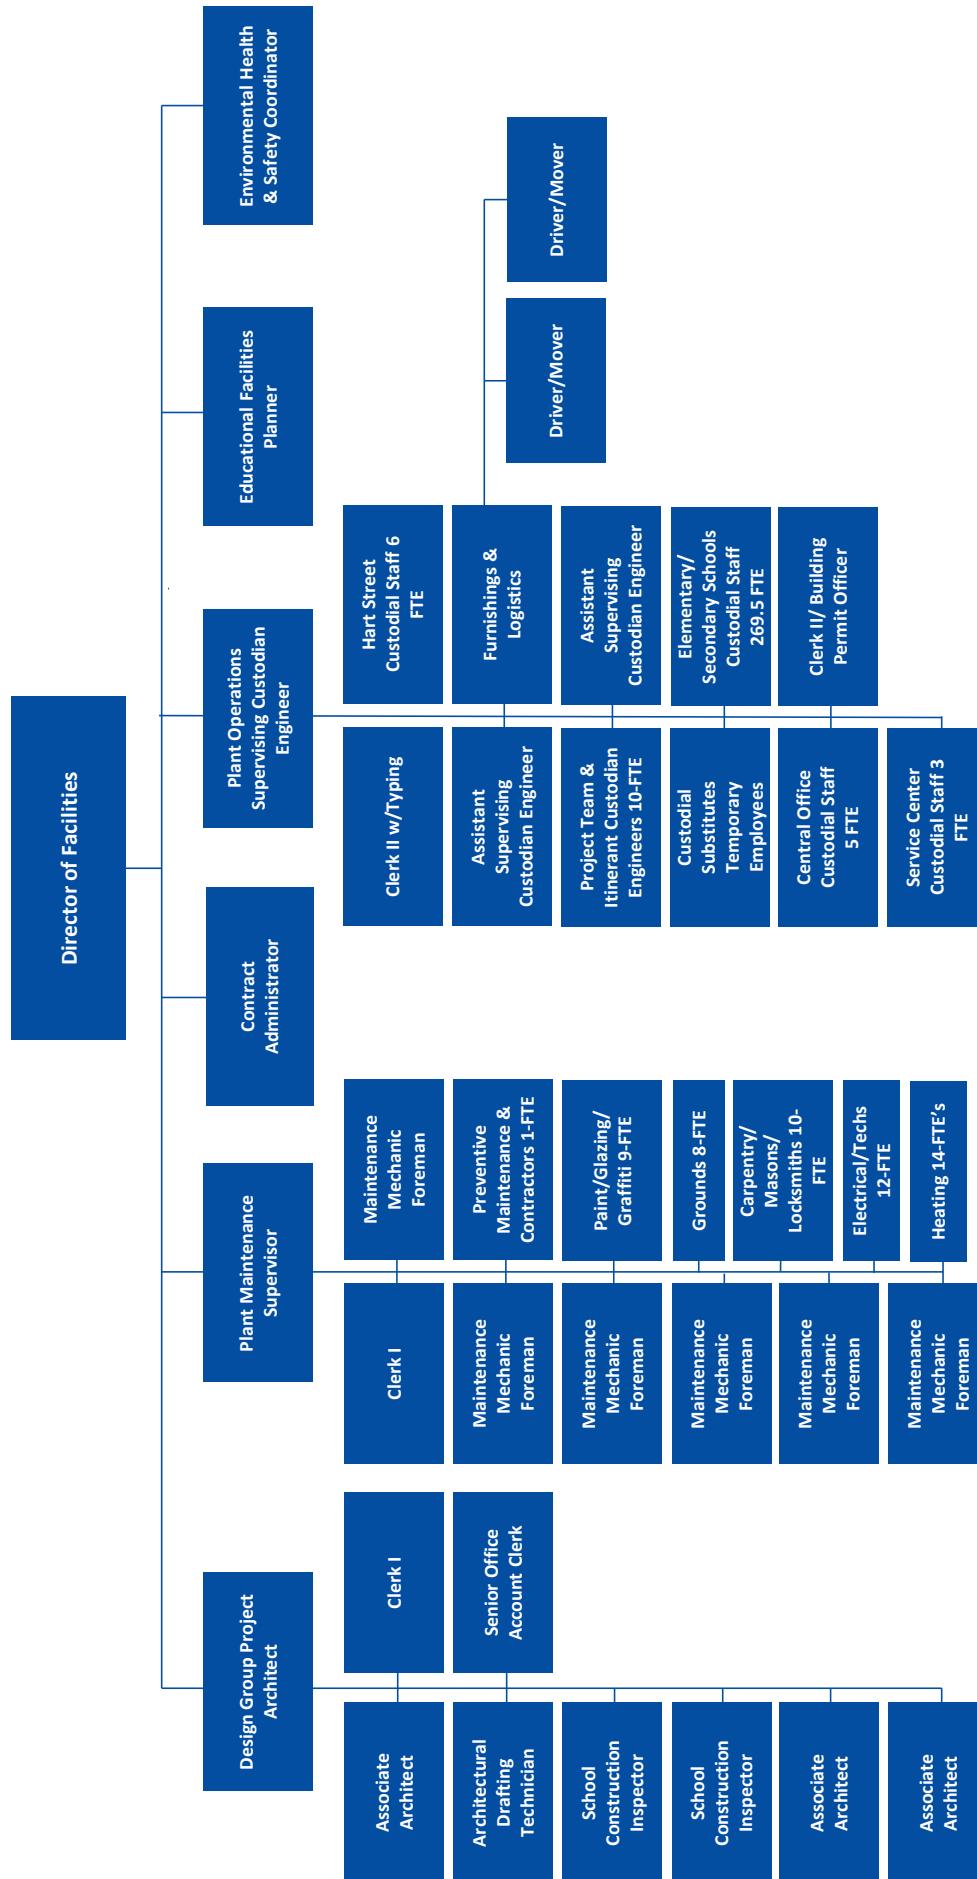 Director of Facilities
Design Group Project
Architect
Plant Maintenance
Supervisor
Contract
Administrator
Plant Operations
Supervising Custodian
Engineer
Educational Facilities
Planner
Environmental Health
& Safety Coordinator
Associate
Architect
Clerk I
Architectural
Drafting
Technician
Senior Office
Account Clerk
School
Construction
Inspector
School
Construction
Inspector
Associate
Architect
Associate
Architect
Clerk I
Maintenance
Mechanic
Foreman
Maintenance
Mechanic
Foreman
Preventive
Maintenance &
Contractors 1-FTE
Maintenance
Mechanic
Foreman
Paint/Glazing/
Graffiti 9-FTE
Maintenance
Mechanic
Foreman
Grounds 8-FTE
Carpentry/
Masons/
Locksmiths 10-
FTE
Maintenance
Mechanic
Foreman
Electrical/Techs
12-FTE
Maintenance
Mechanic
Foreman
Heating 14-FTE's
Clerk II w/Typing
Hart Street
Custodial Staff 6
FTE
Assistant
Supervising
Custodian Engineer
Furnishings &
Logistics
Driver/Mover
Driver/Mover
Project Team &
Itinerant Custodian
Engineers 10-FTE
Assistant
Supervising
Custodian Engineer
Custodial
Substitutes
Temporary
Employees
Elementary/
Secondary Schools
Custodial Staff
269.5 FTE
Central Office
Custodial Staff
5 FTE
Clerk II/ Building
Permit Officer
Service Center
Custodial Staff 3
FTE